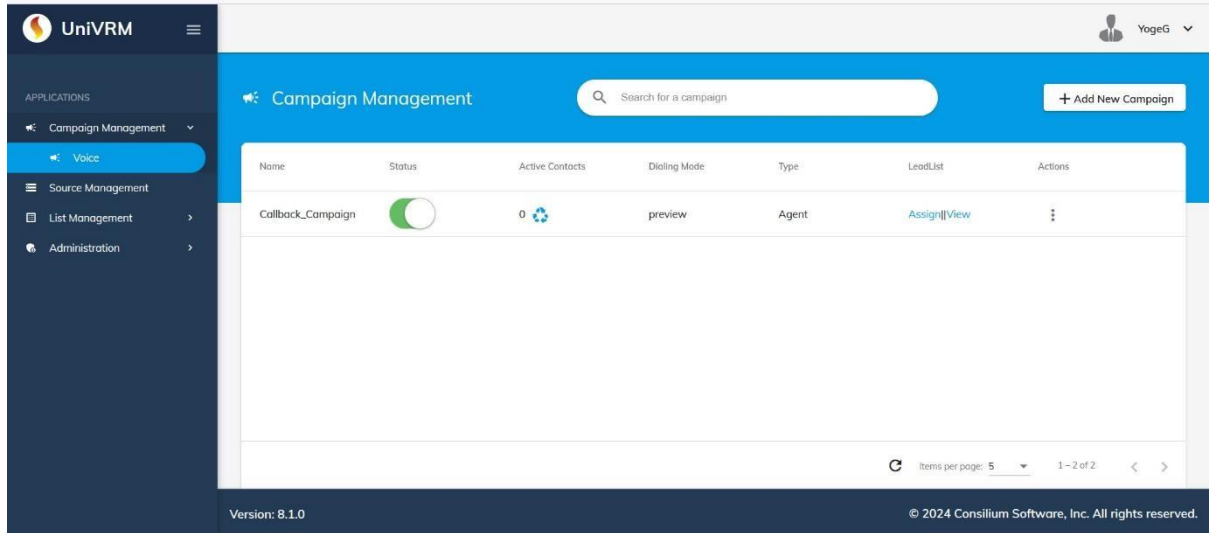 UniVRM
YogeG
APPLICATIONS
Campaign Management
Voice
Source Management
List Management
Administration
Campaign Management
Search for a campaign
+ Add New Campaign
Name Status Active Contacts Dialing Mode Type LeadList Actions
Callback_Campaign 0 preview Agent Assign||View
Items per page: 5 1 – 2 of 2
Version: 8.1.0 © 2024 Consilium Software, Inc. All rights reserved.